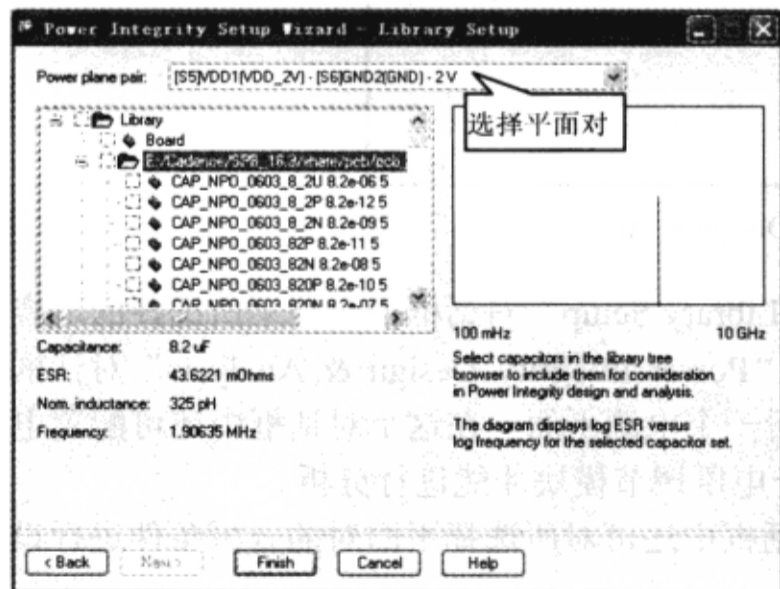 Power Integrity Setup Wizard - Library Setup
Power plane pair: [S5]VDD1(VDD_2V) - [S6]GND2(GND) - 2 V
选择平面对
Library
Board
E:/Cadence/SPB_16.3/share/pcb/pcb_
CAP_NPO_0603_8_2U 8.2e-06 5
CAP_NPO_0603_8_2P 8.2e-12 5
CAP_NPO_0603_8_2N 8.2e-09 5
CAP_NPO_0603_82P 8.2e-11 5
CAP_NPO_0603_82N 8.2e-08 5
CAP_NPO_0603_820P 8.2e-10 5
CAP_NPO_0603_820N 8.2e-07 5
100 mHz 10 GHz
Capacitance: 8.2 uF
ESR: 43.6221 mOhms
Nom. inductance: 325 pH
Frequency: 1.90635 MHz
Select capacitors in the library tree
browser to include them for consideration
in Power Integrity design and analysis.
The diagram displays log ESR versus
log frequency for the selected capacitor set.
< Back Next > Finish Cancel Help